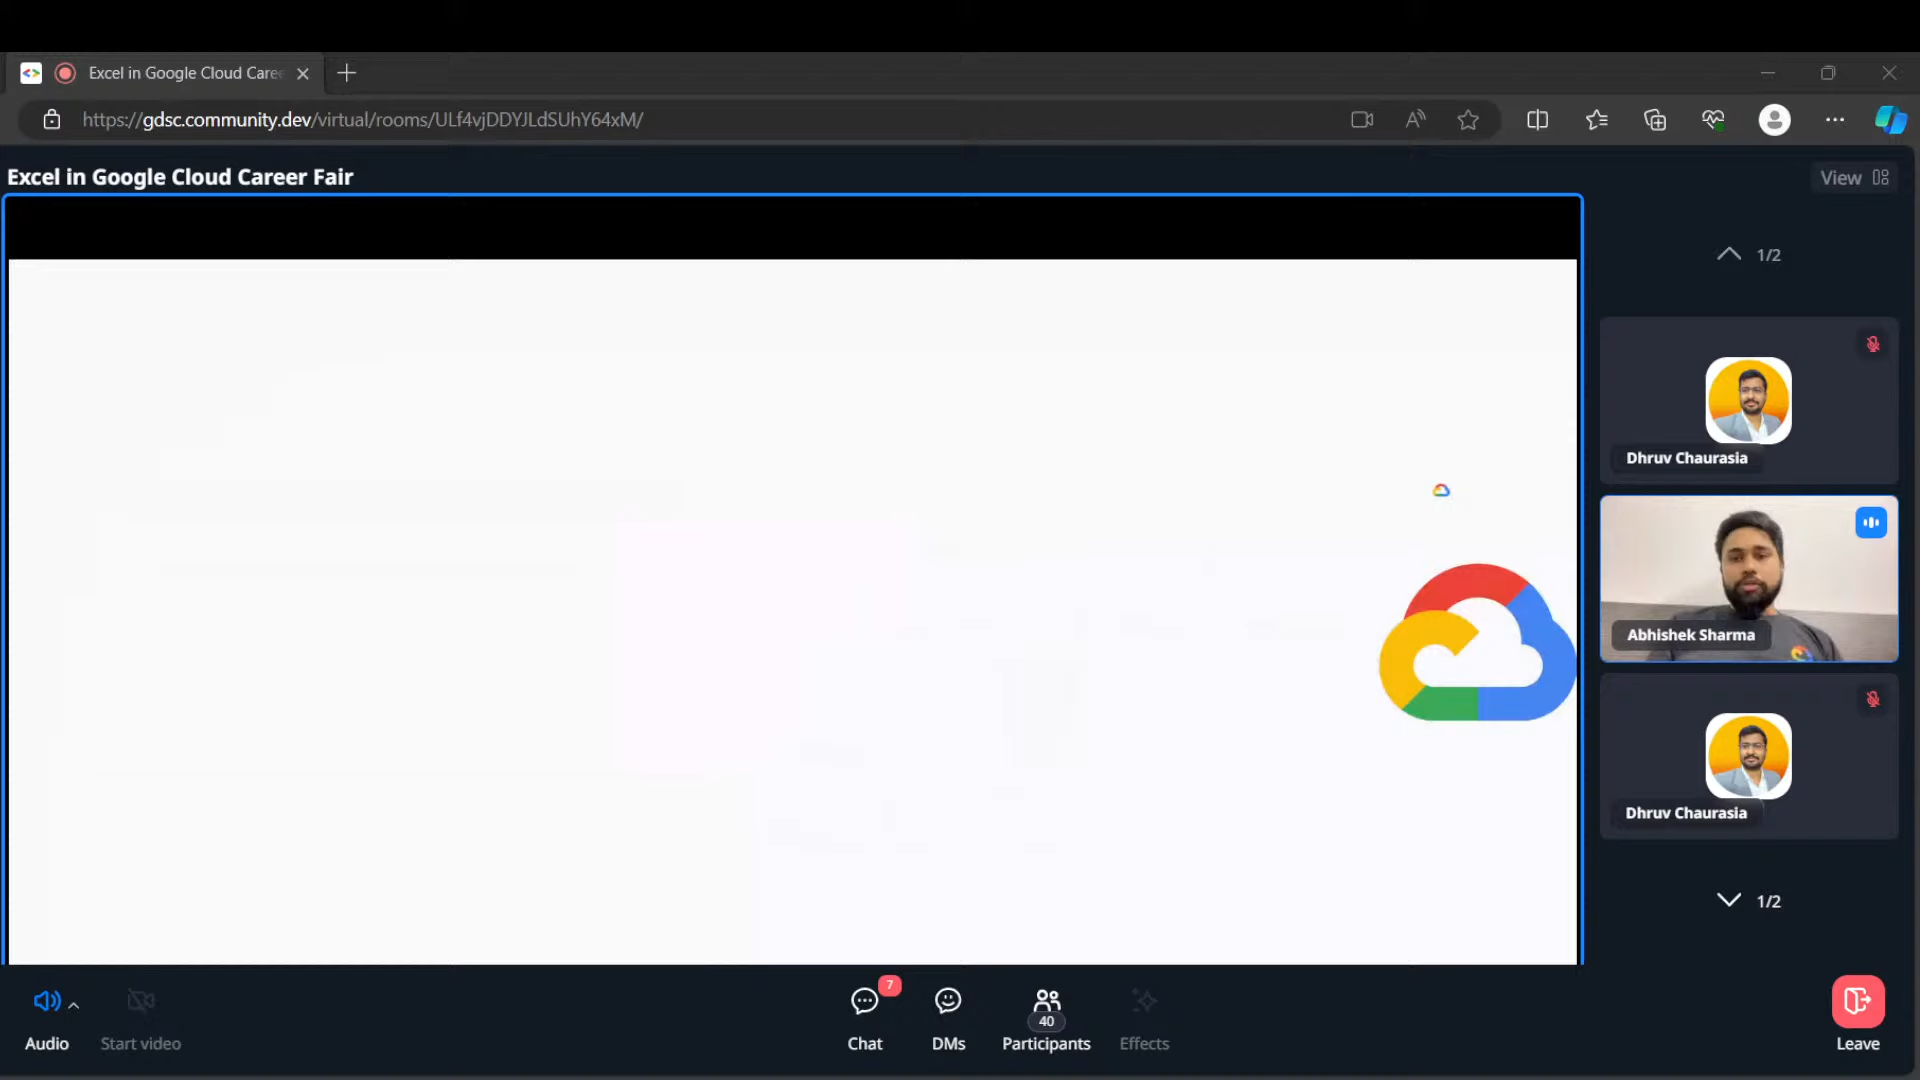 Excel in Google Cloud Caree
https://gdsc.community.dev/virtual/rooms/ULf4vjDDYJLdSUhY64xM/
Excel in Google Cloud Career Fair
View
1/2
Dhruv Chaurasia
Abhishek Sharma
Dhruv Chaurasia
1/2
7
40
Audio
Start video
Chat
DMs
Participants
Effects
Leave